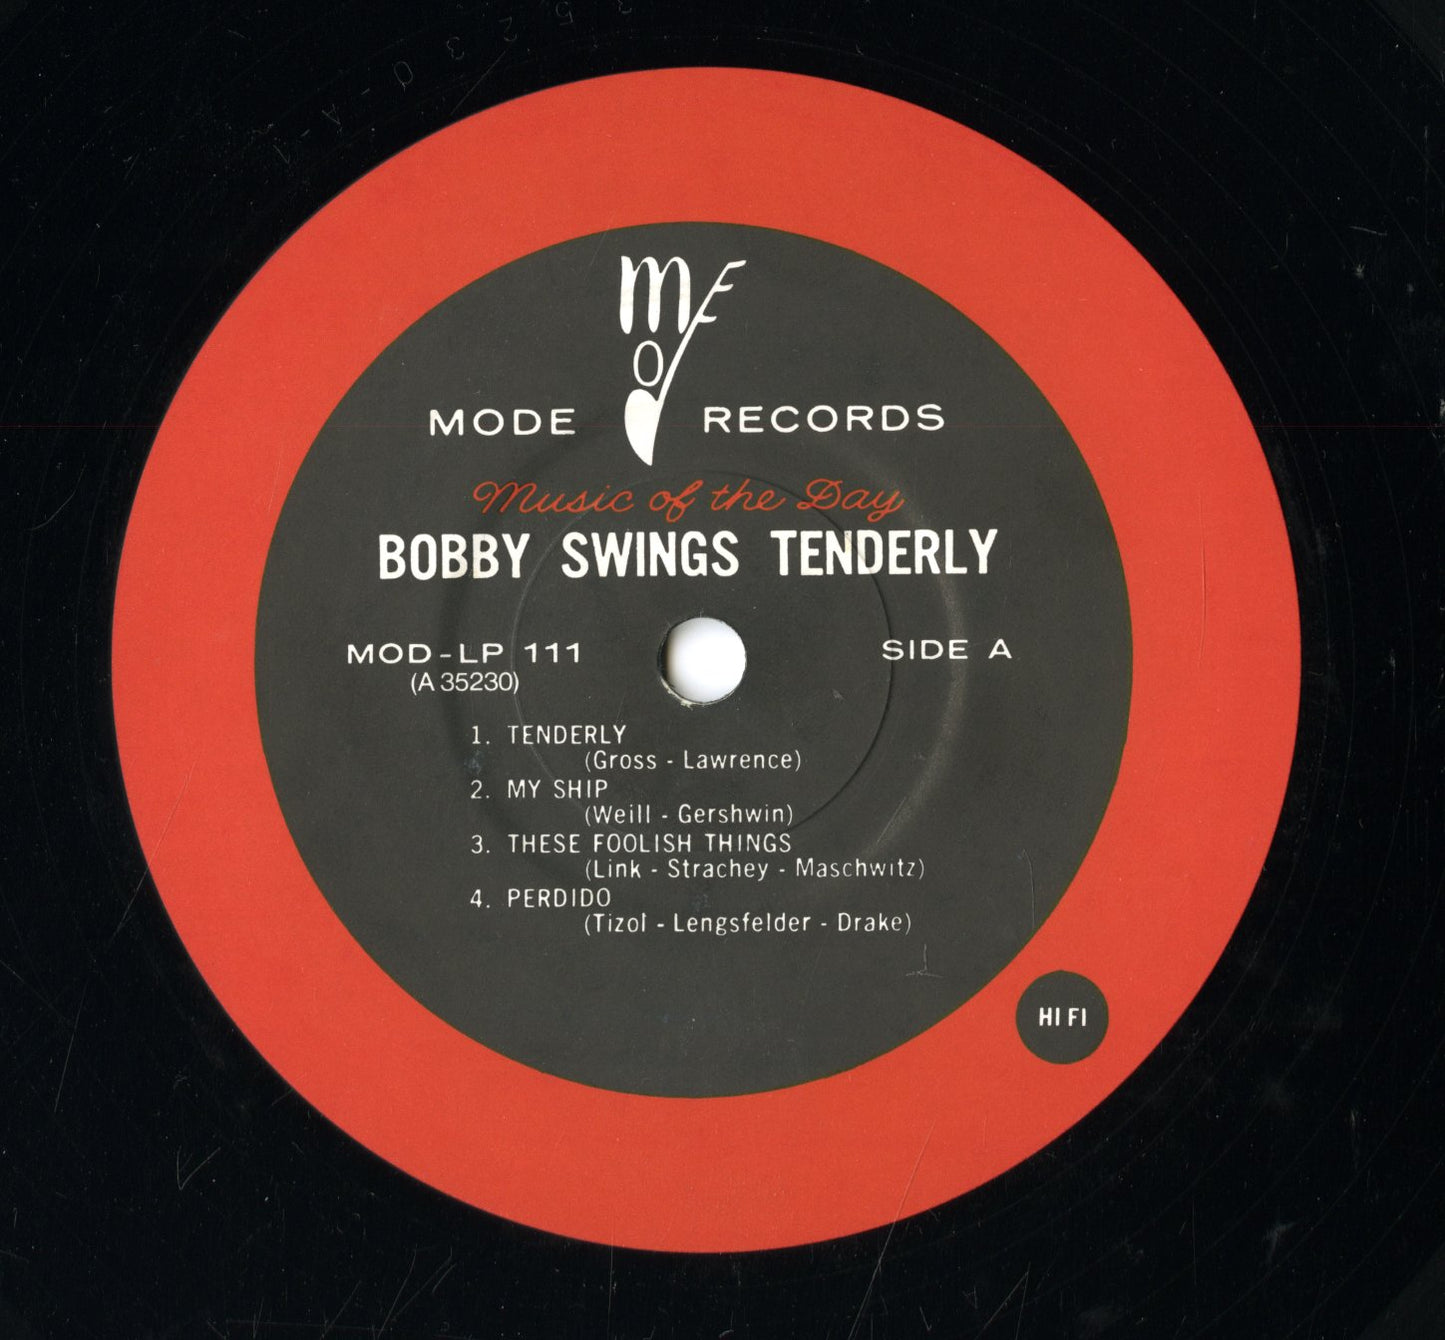 mode
MODE RECORDS
Music of the Day
BOBBY SWINGS TENDERLY
MOD-LP 111
SIDE A
(A 35230)
1. TENDERLY
(Gross - Lawrence)
2. MY SHIP
(Weill - Gershwin)
3. THESE FOOLISH THINGS
(Link - Strachey - Maschwitz)
4. PERDIDO
(Tizol - Lengsfelder - Drake)
HI FI